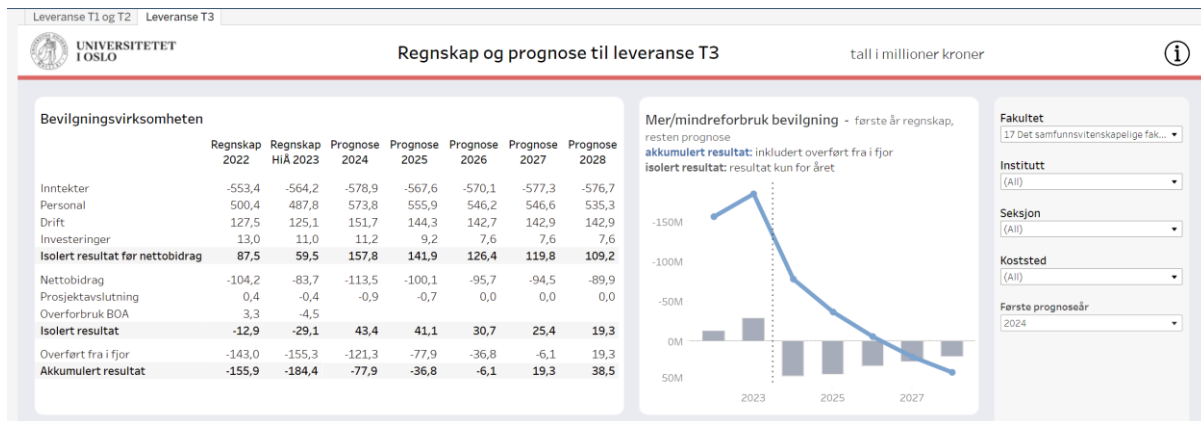 Leveranse T1 og T2 Leveranse T3
UNIVERSITETET
I OSLO
Regnskap og prognose til leveranse T3
tall i millioner kroner
Bevilgningsvirksomheten
Regnskap Regnskap Prognose Prognose Prognose Prognose Prognose
2022 HiÅ 2023 2024 2025 2026 2027 2028
Inntekter -553,4 -564,2 -578,9 -567,6 -570,1 -577,3 -576,7
Personal 500,4 487,8 573,8 555,9 546,2 546,6 535,3
Drift 127,5 125,1 151,7 144,3 142,7 142,9 142,9
Investeringer 13,0 11,0 11,2 9,2 7,6 7,6 7,6
Isolert resultat før nettobidrag 87,5 59,5 157,8 141,9 126,4 119,8 109,2
Nettobidrag -104,2 -83,7 -113,5 -100,1 -95,7 -94,5 -89,9
Prosjektavslutning 0,4 -0,4 -0,9 -0,7 0,0 0,0 0,0
Overforbruk BOA 3,3 -4,5
Isolert resultat -12,9 -29,1 43,4 41,1 30,7 25,4 19,3
Overført fra i fjor -143,0 -155,3 -121,3 -77,9 -36,8 -6,1 19,3
Akkumulert resultat -155,9 -184,4 -77,9 -36,8 -6,1 19,3 38,5
Mer/mindreforbruk bevilgning - første år regnskap,
resten prognose
akkumulert resultat: inkludert overført fra i fjor
isolert resultat: resultat kun for året
-150M
-100M
-50M
0M
50M
2023 2025 2027
Fakultet
17 Det samfunnsvitenskapelige fak...
Institutt
(All)
Seksjon
(All)
Koststed
(All)
Første prognoseår
2024